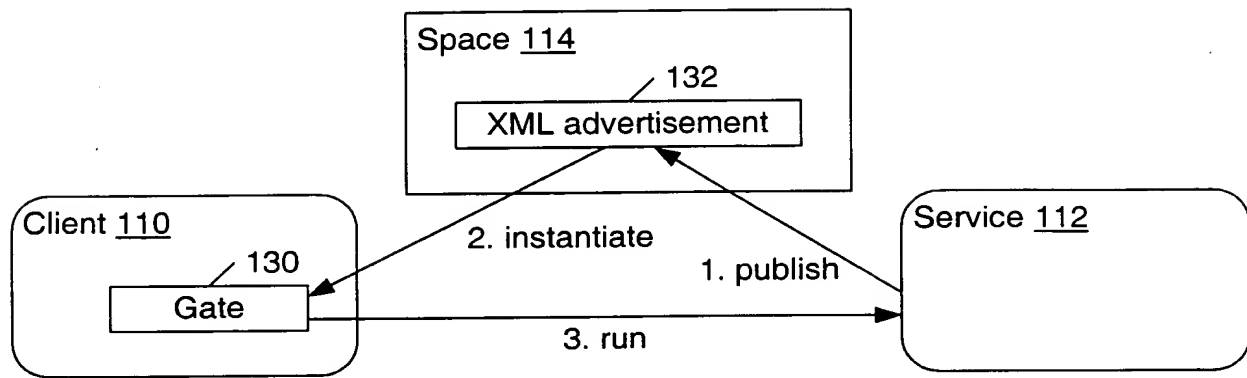 Space 114
132
XML advertisement
Client 110
2. instantiate
Service 112
130
1. publish
Gate
3. run